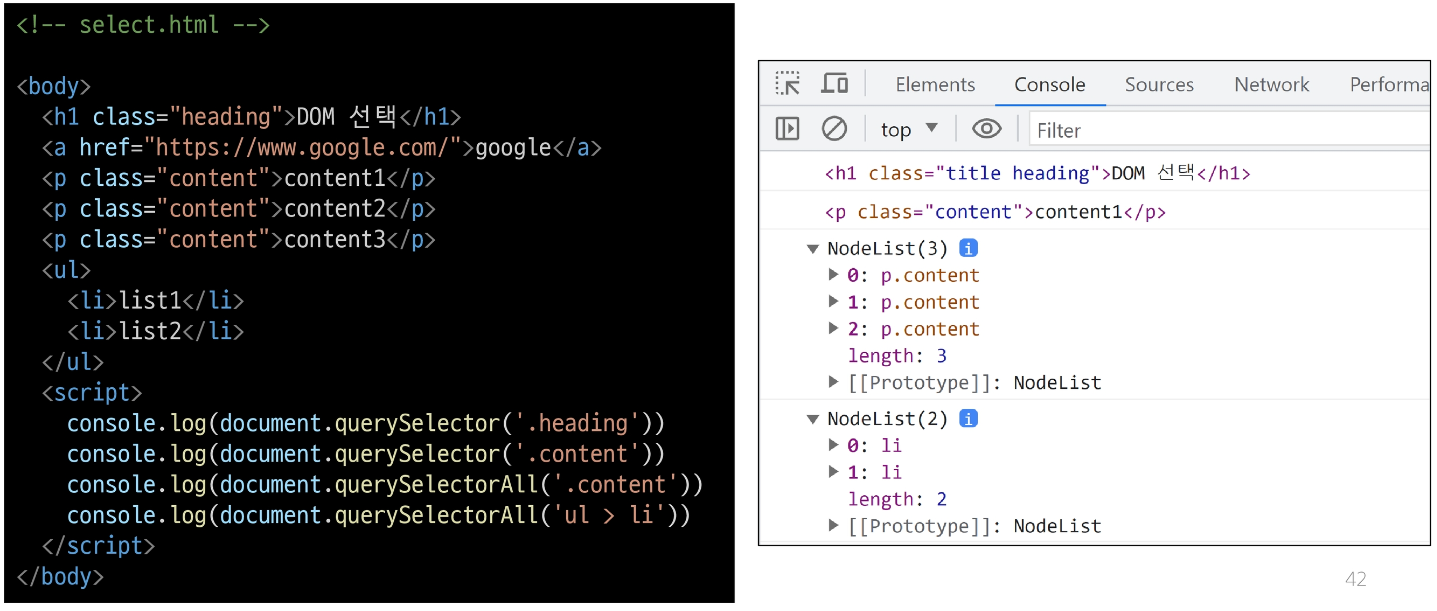 <!-- select.html -->
<body>
<h1 class="heading">DOM 선택</h1>
<a href="https://www.google.com/">google</a>
<p class="content">content1</p>
<p class="content">content2</p>
<p class="content">content3</p>
<ul>
<li>list1</li>
<li>list2</li>
</ul>
<script>
console.log(document.querySelector('.heading'))
console.log(document.querySelector('.content'))
console.log(document.querySelectorAll('.content'))
console.log(document.querySelectorAll('ul > li'))
</script>
</body>
Elements Console Sources Network Performa
top Filter
<h1 class="title heading">DOM 선택</h1>
<p class="content">content1</p>
NodeList(3) i
0: p.content
1: p.content
2: p.content
length: 3
[[Prototype]]: NodeList
NodeList(2) i
0: li
1: li
length: 2
[[Prototype]]: NodeList
42